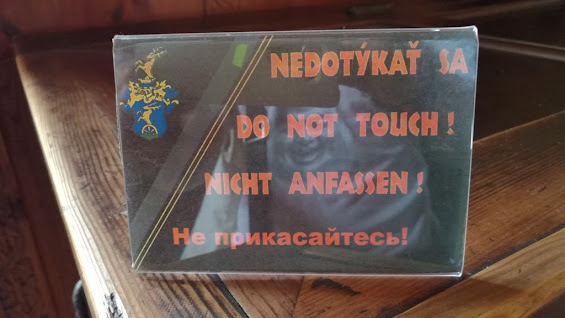 NEDOTÝKAŤ SA
DO NOT TOUCH!
NICHT ANFASSEN!
Не прикасайтесь!